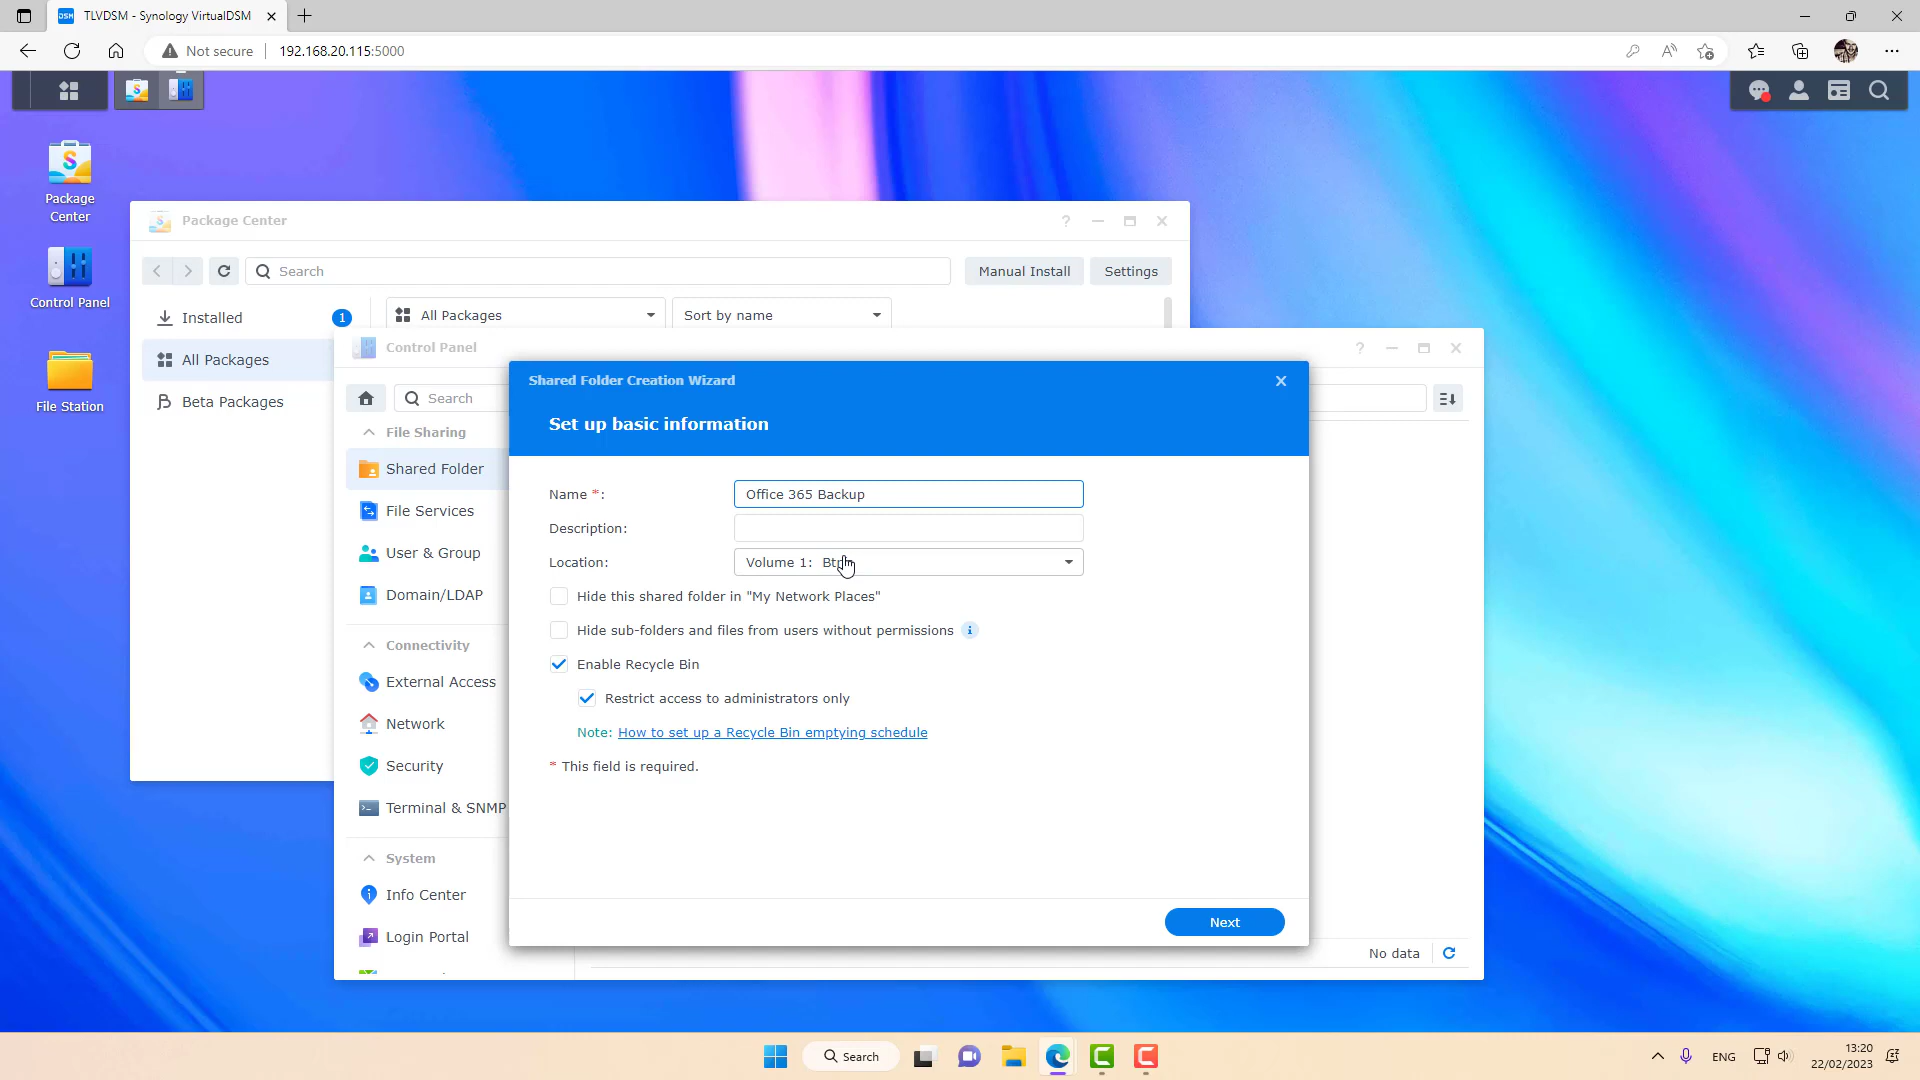 TLVDSM - Synology VirtualDSM
Not secure
192.168.20.115:5000
Package
Center
Control Panel
File Station
Package Center
Search
Manual Install
Settings
Installed
1
All Packages
Sort by name
All Packages
Beta Packages
Control Panel
Search
File Sharing
Shared Folder
File Services
User & Group
Domain/LDAP
Connectivity
External Access
Network
Security
Terminal & SNMP
System
Info Center
Login Portal
Shared Folder Creation Wizard
Set up basic information
Name *:
Office 365 Backup
Description:
Location:
Volume 1:
Hide this shared folder in "My Network Places"
Hide sub-folders and files from users without permissions
Enable Recycle Bin
Restrict access to administrators only
Note: How to set up a Recycle Bin emptying schedule
* This field is required.
Next
No data
Search
ENG
13:20
22/02/2023